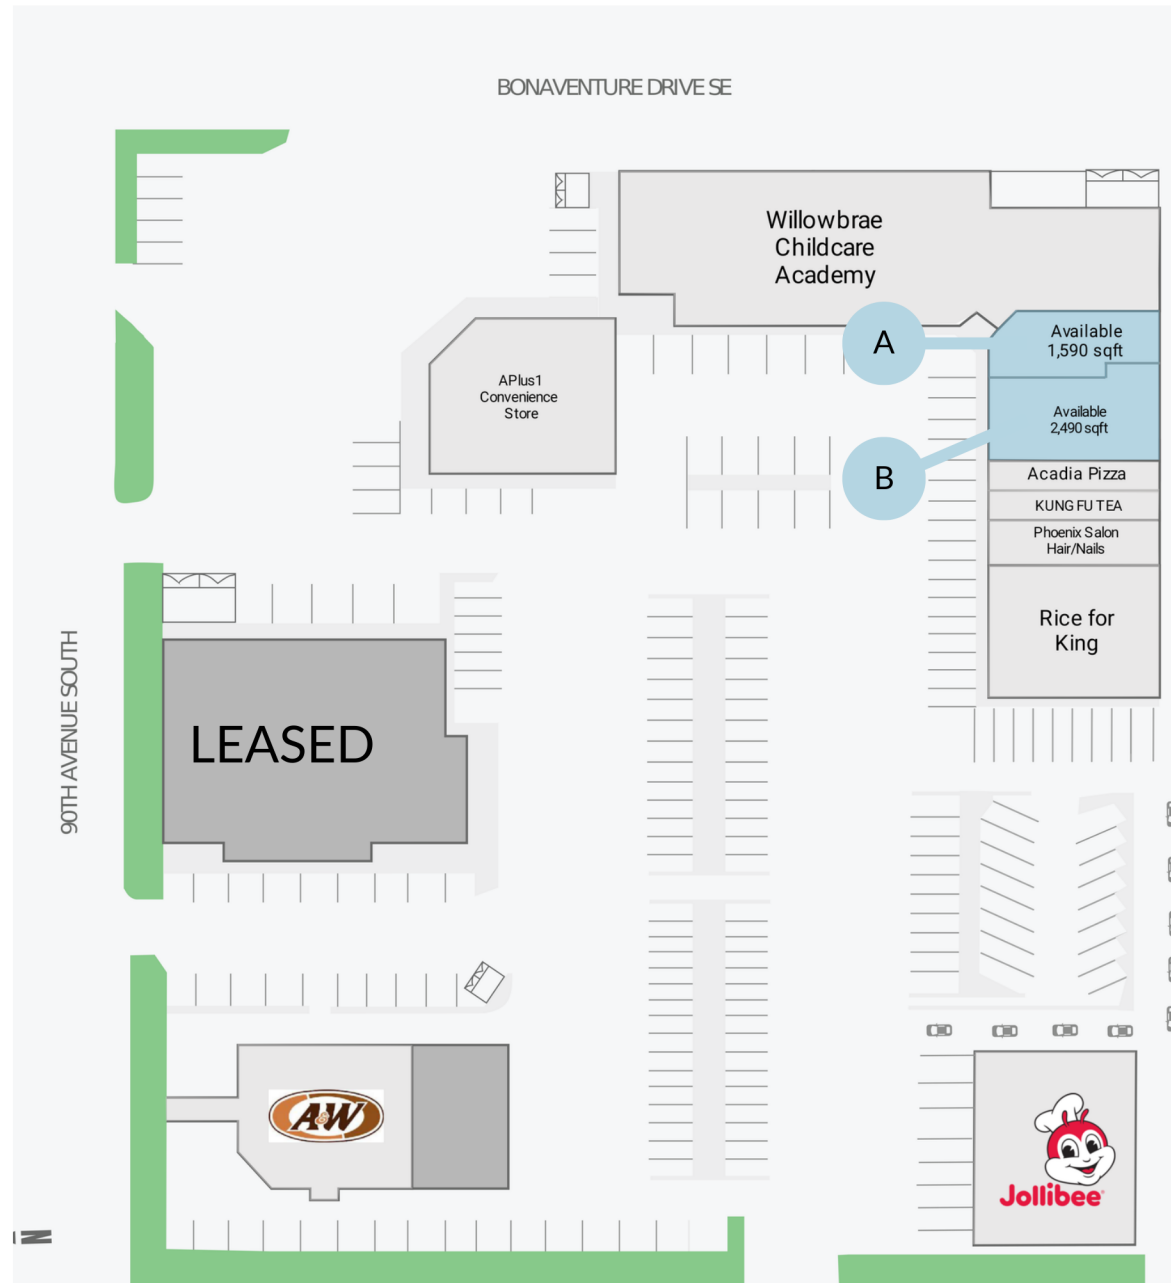 BONAVENTURE DRIVE SE
Willowbrae
Childcare
Academy
A
Available
1,590 sqft
APlus1
Convenience
Store
Available
2,490 sqft
B
Acadia Pizza
KUNG FU TEA
Phoenix Salon
Hair/Nails
Rice for
King
90TH AVENUE SOUTH
LEASED
A&W
Jollibee
N